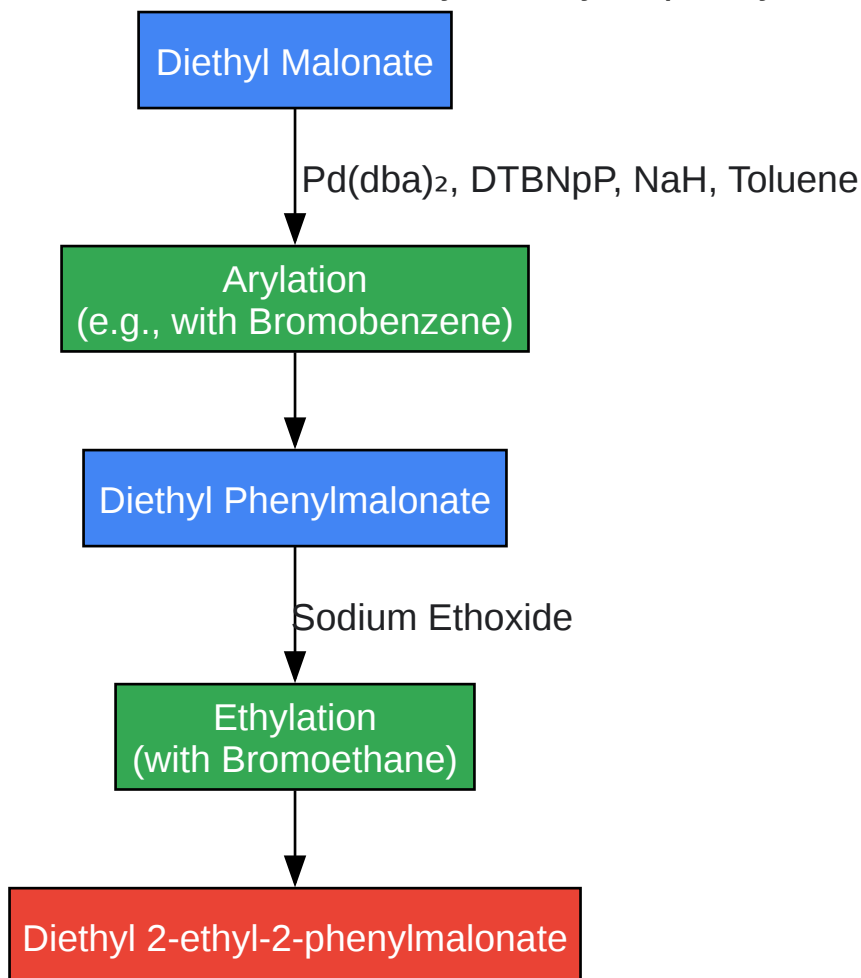 Diethyl Malonate
Pd(dba)₂, DTBNpP, NaH, Toluene
Arylation
(e.g., with Bromobenzene)
Diethyl Phenylmalonate
Sodium Ethoxide
Ethylation
(with Bromoethane)
Diethyl 2-ethyl-2-phenylmalonate